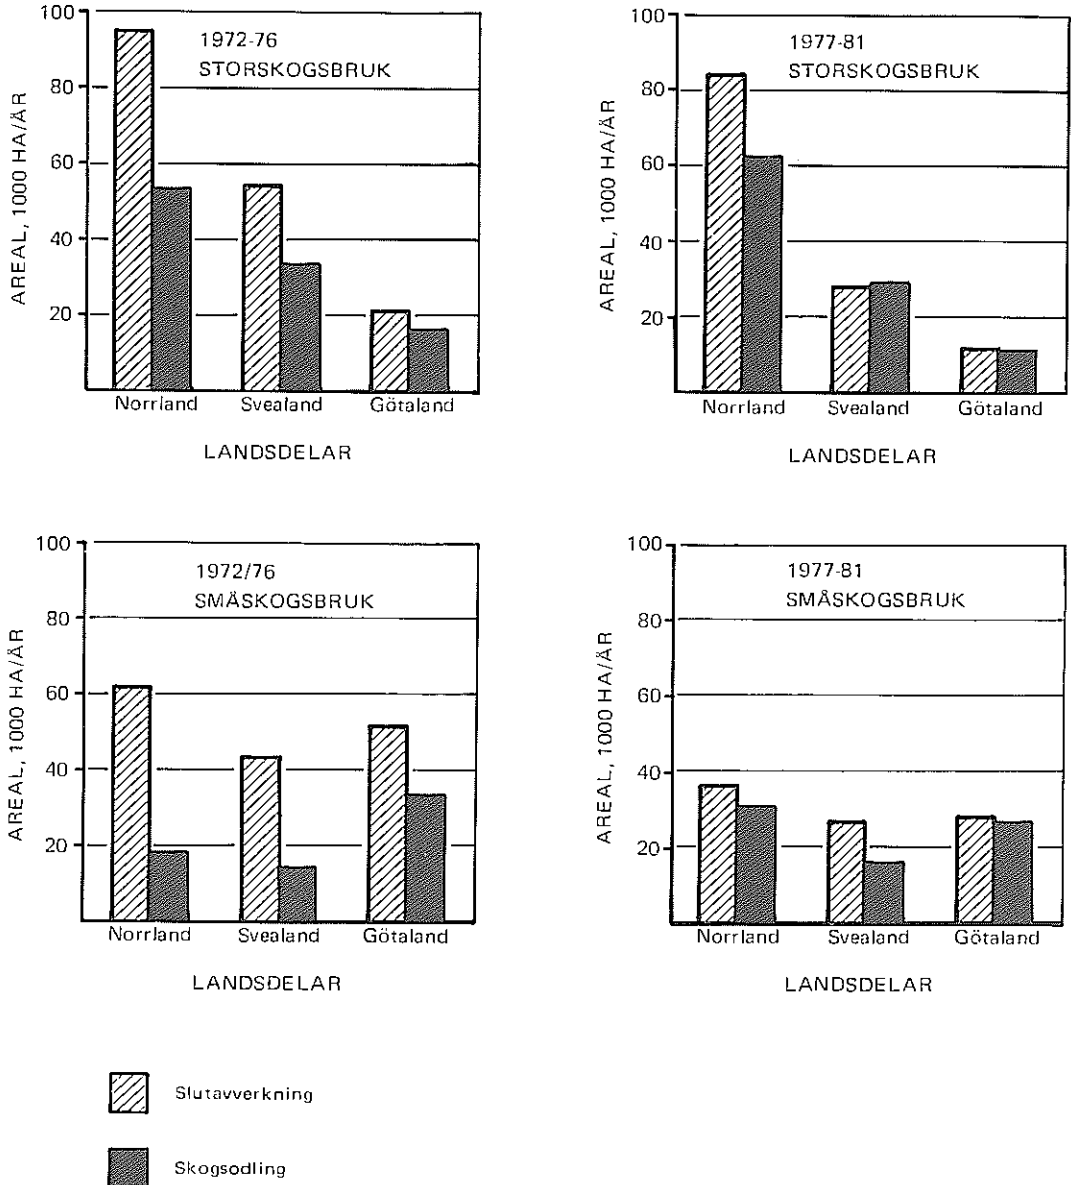 1972-76
STORSKOGSBRUK
AREAL, 1000 HA/ÅR
100
80
60
40
20
Norrland Svealand Götaland
LANDSDELAR
1977-81
STORSKOGSBRUK
AREAL, 1000 HA/ÅR
100
80
60
40
20
Norrland Svealand Götaland
LANDSDELAR
1972/76
SMÅSKOGSBRUK
AREAL, 1000 HA/ÅR
100
80
60
40
20
Norrland Svealand Götaland
LANDSDELAR
1977-81
SMÅSKOGSBRUK
AREAL, 1000 HA/ÅR
100
80
60
40
20
Norrland Svealand Götaland
LANDSDELAR
Slutavverkning
Skogsodling